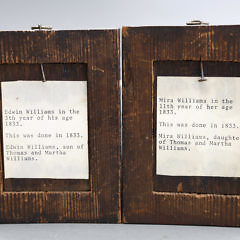 Edwin Williams in the
5th year of his age
1833.
This was done in 1833.
Edwin Williams, son of
Thomas and Martha
Williams.
Mira Williams in the
11th year of her age
1833.
This was done in 1833.
Mira Williams, daughte
of Thomas and Martha
Williams.